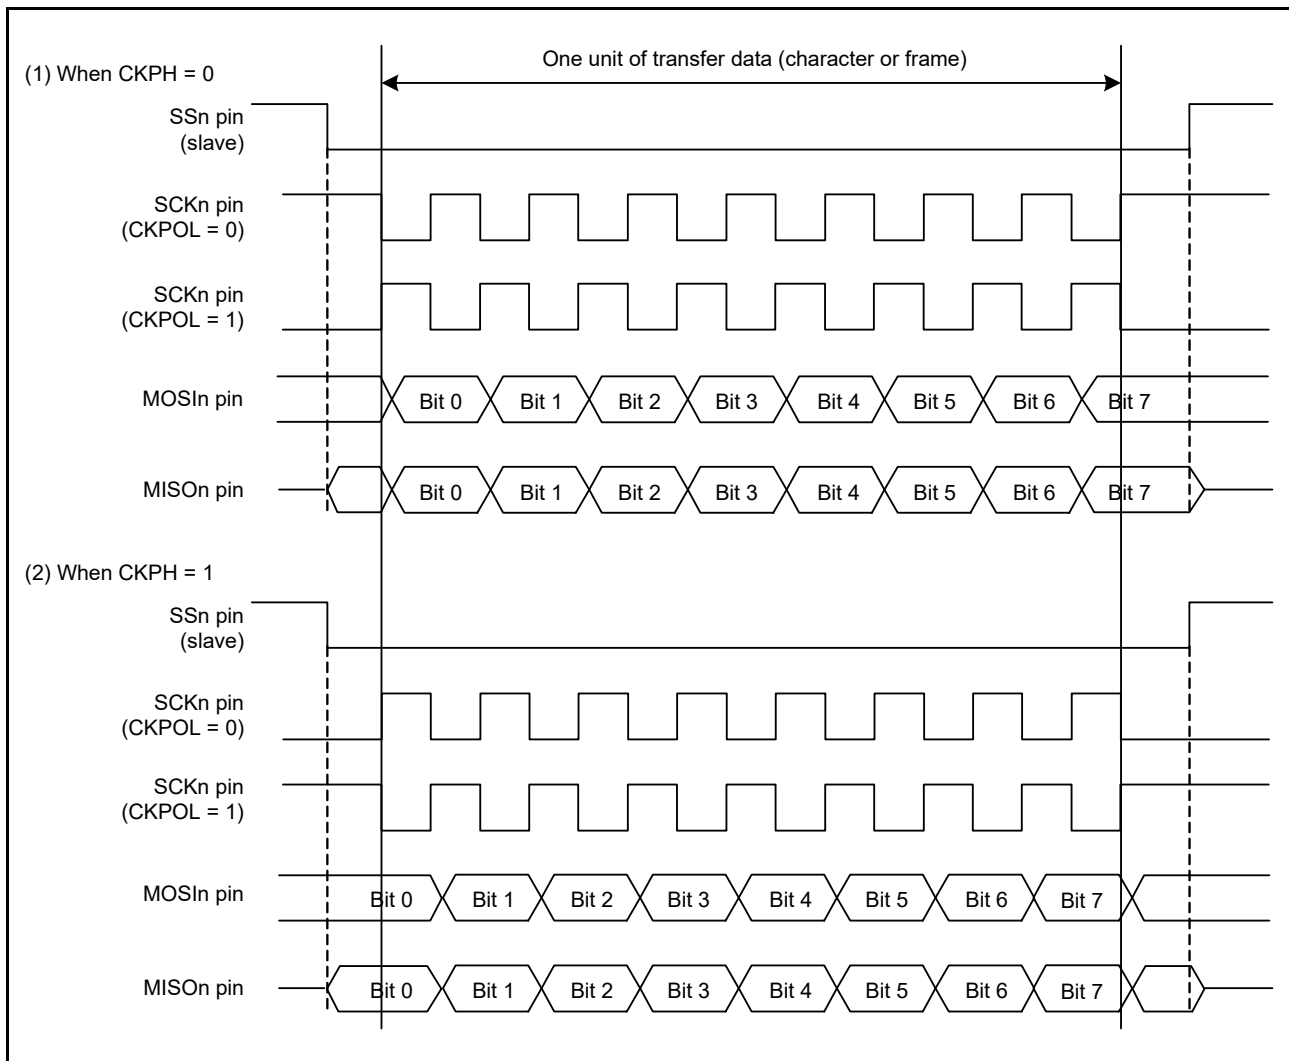 One unit of transfer data (character or frame)
(1) When CKPH = 0
SSn pin
(slave)
SCKn pin
(CKPOL = 0)
SCKn pin
(CKPOL = 1)
MOSIn pin
Bit 0 Bit 1 Bit 2 Bit 3 Bit 4 Bit 5 Bit 6 Bit 7
MISOn pin
Bit 0 Bit 1 Bit 2 Bit 3 Bit 4 Bit 5 Bit 6 Bit 7
(2) When CKPH = 1
SSn pin
(slave)
SCKn pin
(CKPOL = 0)
SCKn pin
(CKPOL = 1)
MOSIn pin
Bit 0 Bit 1 Bit 2 Bit 3 Bit 4 Bit 5 Bit 6 Bit 7
MISOn pin
Bit 0 Bit 1 Bit 2 Bit 3 Bit 4 Bit 5 Bit 6 Bit 7